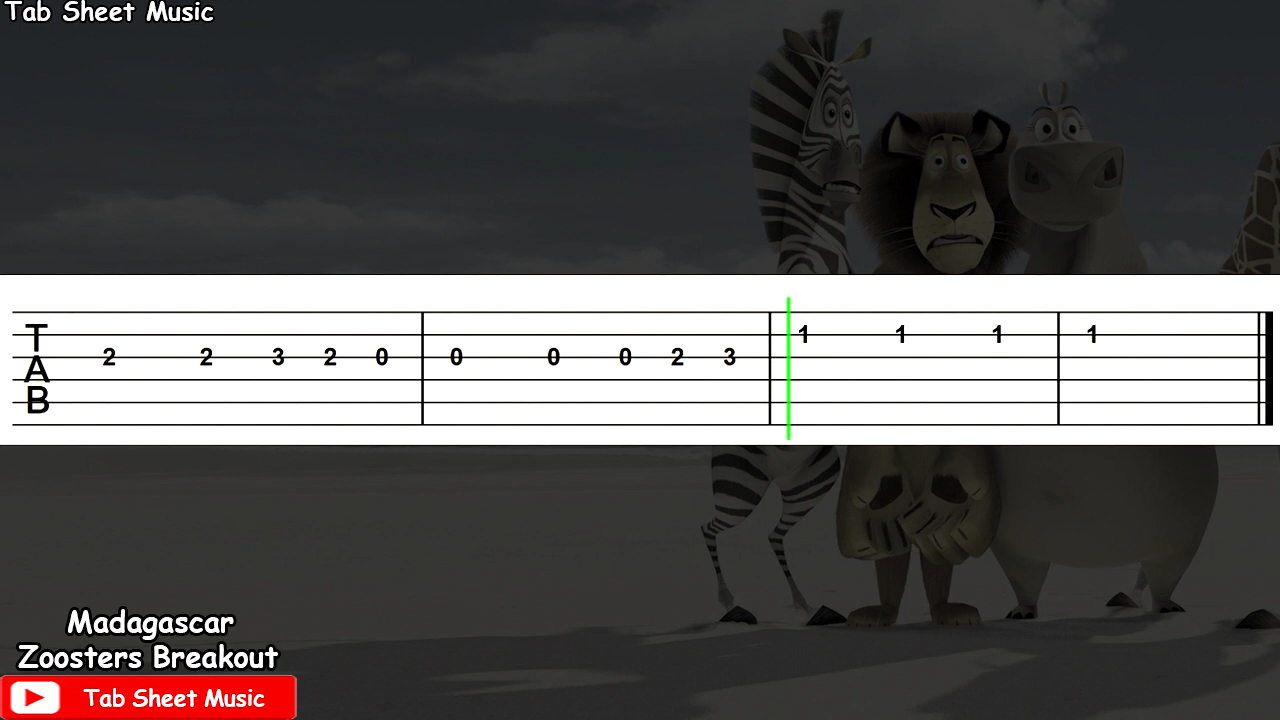 Tab Sheet Music
1 1 1 1
T
2 2 3 2 0 0 0 0 2 3
A
B
Madagascar
Zoosters Breakout
Tab Sheet Music